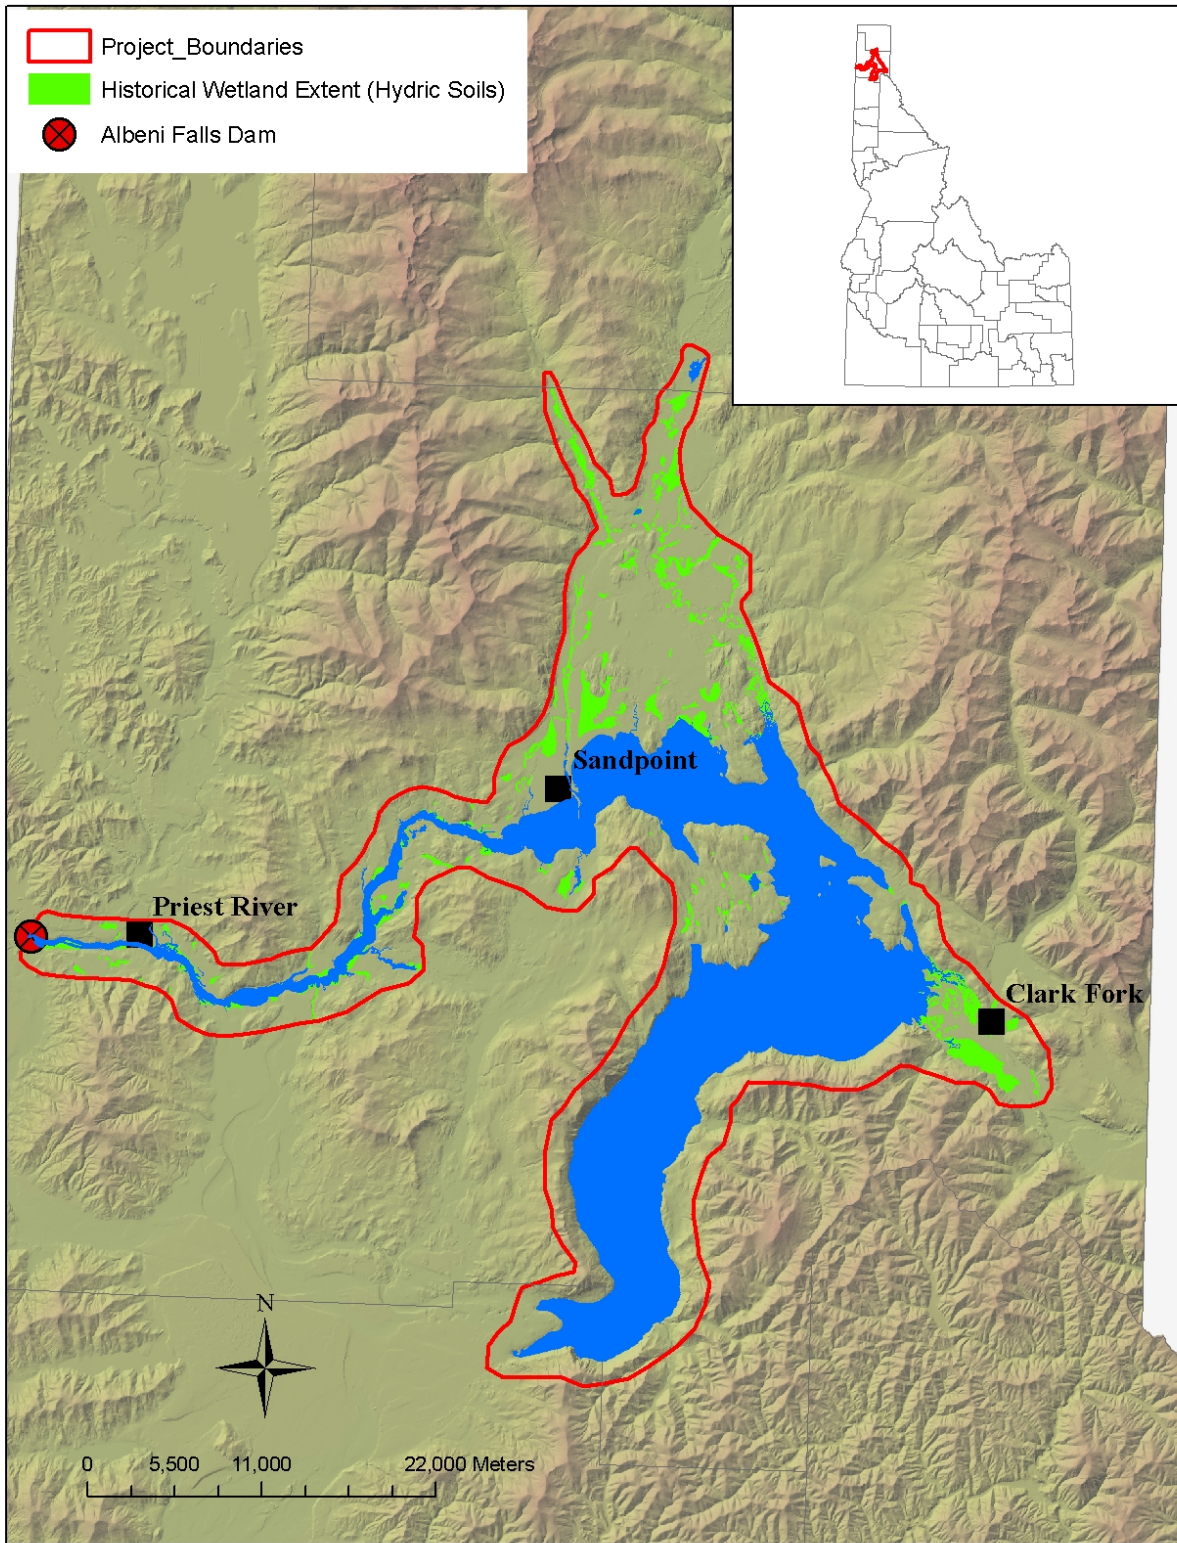 Project_Boundaries
Historical Wetland Extent (Hydric Soils)
Albeni Falls Dam
Sandpoint
Priest River
Clark Fork
N
0 5,500 11,000 22,000 Meters